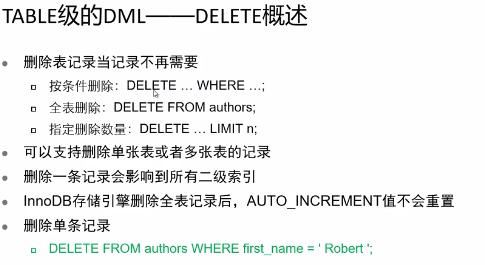 TABLE级的DML——DELETE概述
删除表记录当记录不再需要
按条件删除：DELETE … WHERE …;
全表删除：DELETE FROM authors;
指定删除数量：DELETE … LIMIT n;
可以支持删除单张表或者多张表的记录
删除一条记录会影响到所有二级索引
InnoDB存储引擎删除全表记录后，AUTO_INCREMENT值不会重置
删除单条记录
DELETE FROM authors WHERE first_name = ' Robert ';